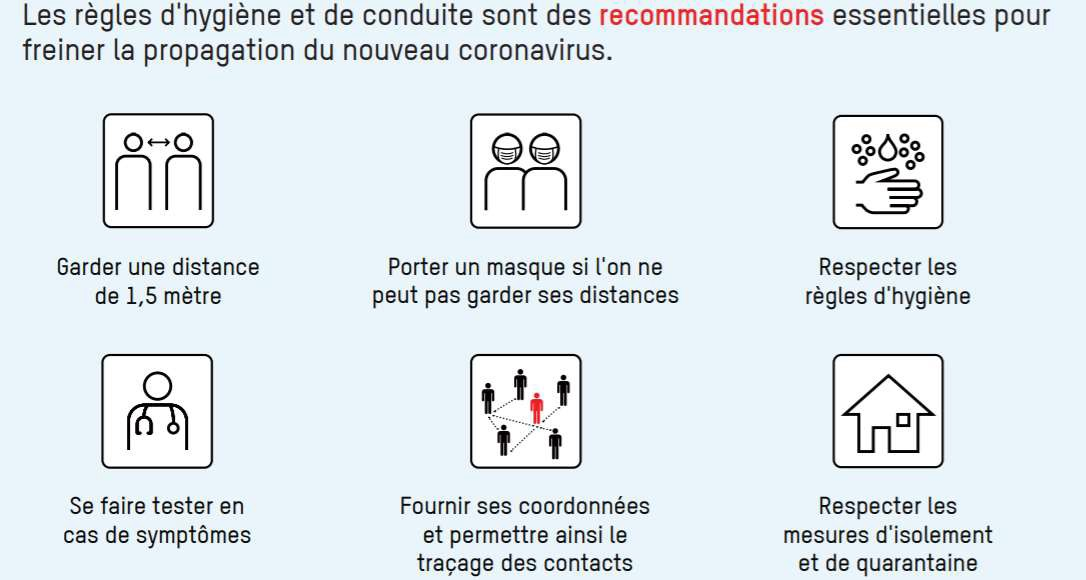 Les règles d'hygiène et de conduite sont des recommandations essentielles pour
freiner la propagation du nouveau coronavirus.
Garder une distance
de 1,5 mètre
Porter un masque si l'on ne
peut pas garder ses distances
Respecter les
règles d'hygiène
Se faire tester en
cas de symptômes
Fournir ses coordonnées
et permettre ainsi le
traçage des contacts
Respecter les
mesures d'isolement
et de quarantaine